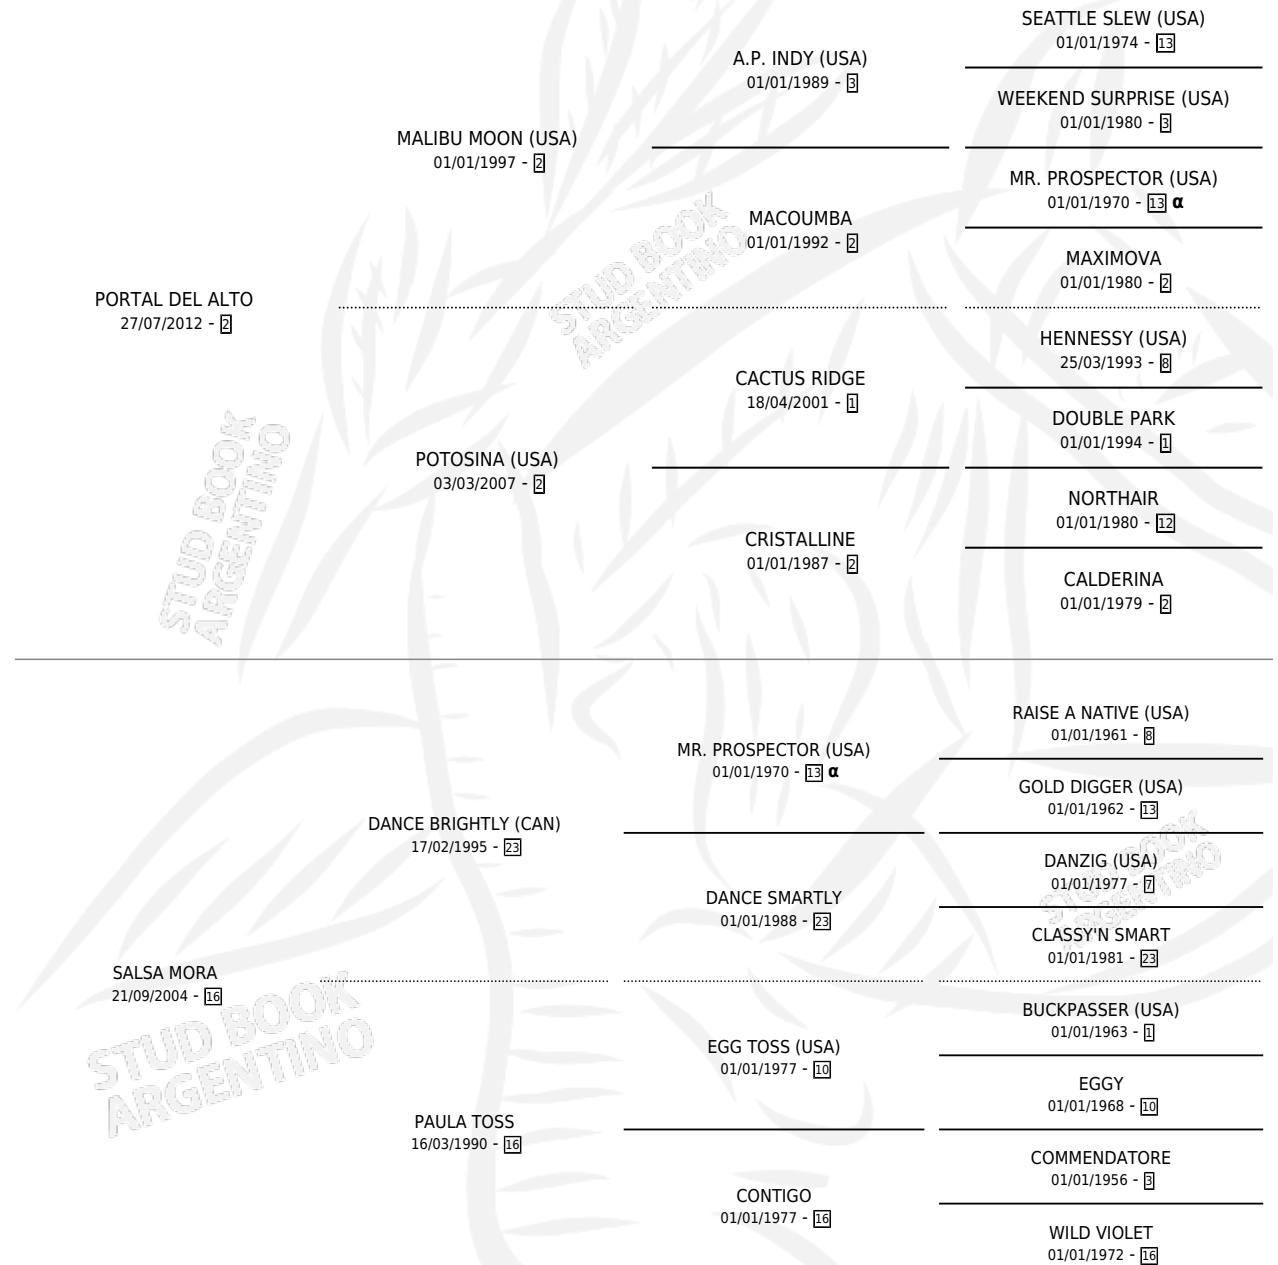 SEATTLE SLEW (USA)
01/01/1974 - 13
A.P. INDY (USA)
01/01/1989 - 3
WEEKEND SURPRISE (USA)
01/01/1980 - 3
MALIBU MOON (USA)
01/01/1997 - 2
MR. PROSPECTOR (USA)
01/01/1970 - 13 α
MACOUMBA
01/01/1992 - 2
MAXIMOVA
01/01/1980 - 2
PORTAL DEL ALTO
27/07/2012 - 2
HENNESSY (USA)
25/03/1993 - 8
CACTUS RIDGE
18/04/2001 - 1
DOUBLE PARK
01/01/1994 - 1
POTOSINA (USA)
03/03/2007 - 2
NORTHAIR
01/01/1980 - 12
CRISTALLINE
01/01/1987 - 2
CALDERINA
01/01/1979 - 2
RAISE A NATIVE (USA)
01/01/1961 - 8
MR. PROSPECTOR (USA)
01/01/1970 - 13 α
GOLD DIGGER (USA)
01/01/1962 - 13
DANCE BRIGHTLY (CAN)
17/02/1995 - 23
DANZIG (USA)
01/01/1977 - 7
DANCE SMARTLY
01/01/1988 - 23
CLASSY'N SMART
01/01/1981 - 23
SALSA MORA
21/09/2004 - 16
BUCKPASSER (USA)
01/01/1963 - 1
EGG TOSS (USA)
01/01/1977 - 10
EGGY
01/01/1968 - 10
PAULA TOSS
16/03/1990 - 16
COMMENDATORE
01/01/1956 - 3
CONTIGO
01/01/1977 - 16
WILD VIOLET
01/01/1972 - 16
STUD BOOK
ARGENTINO
STUD BOOK
ARGENTINO
STUD BOOK
ARGENTINO
STUD BOOK
ARGENTINO